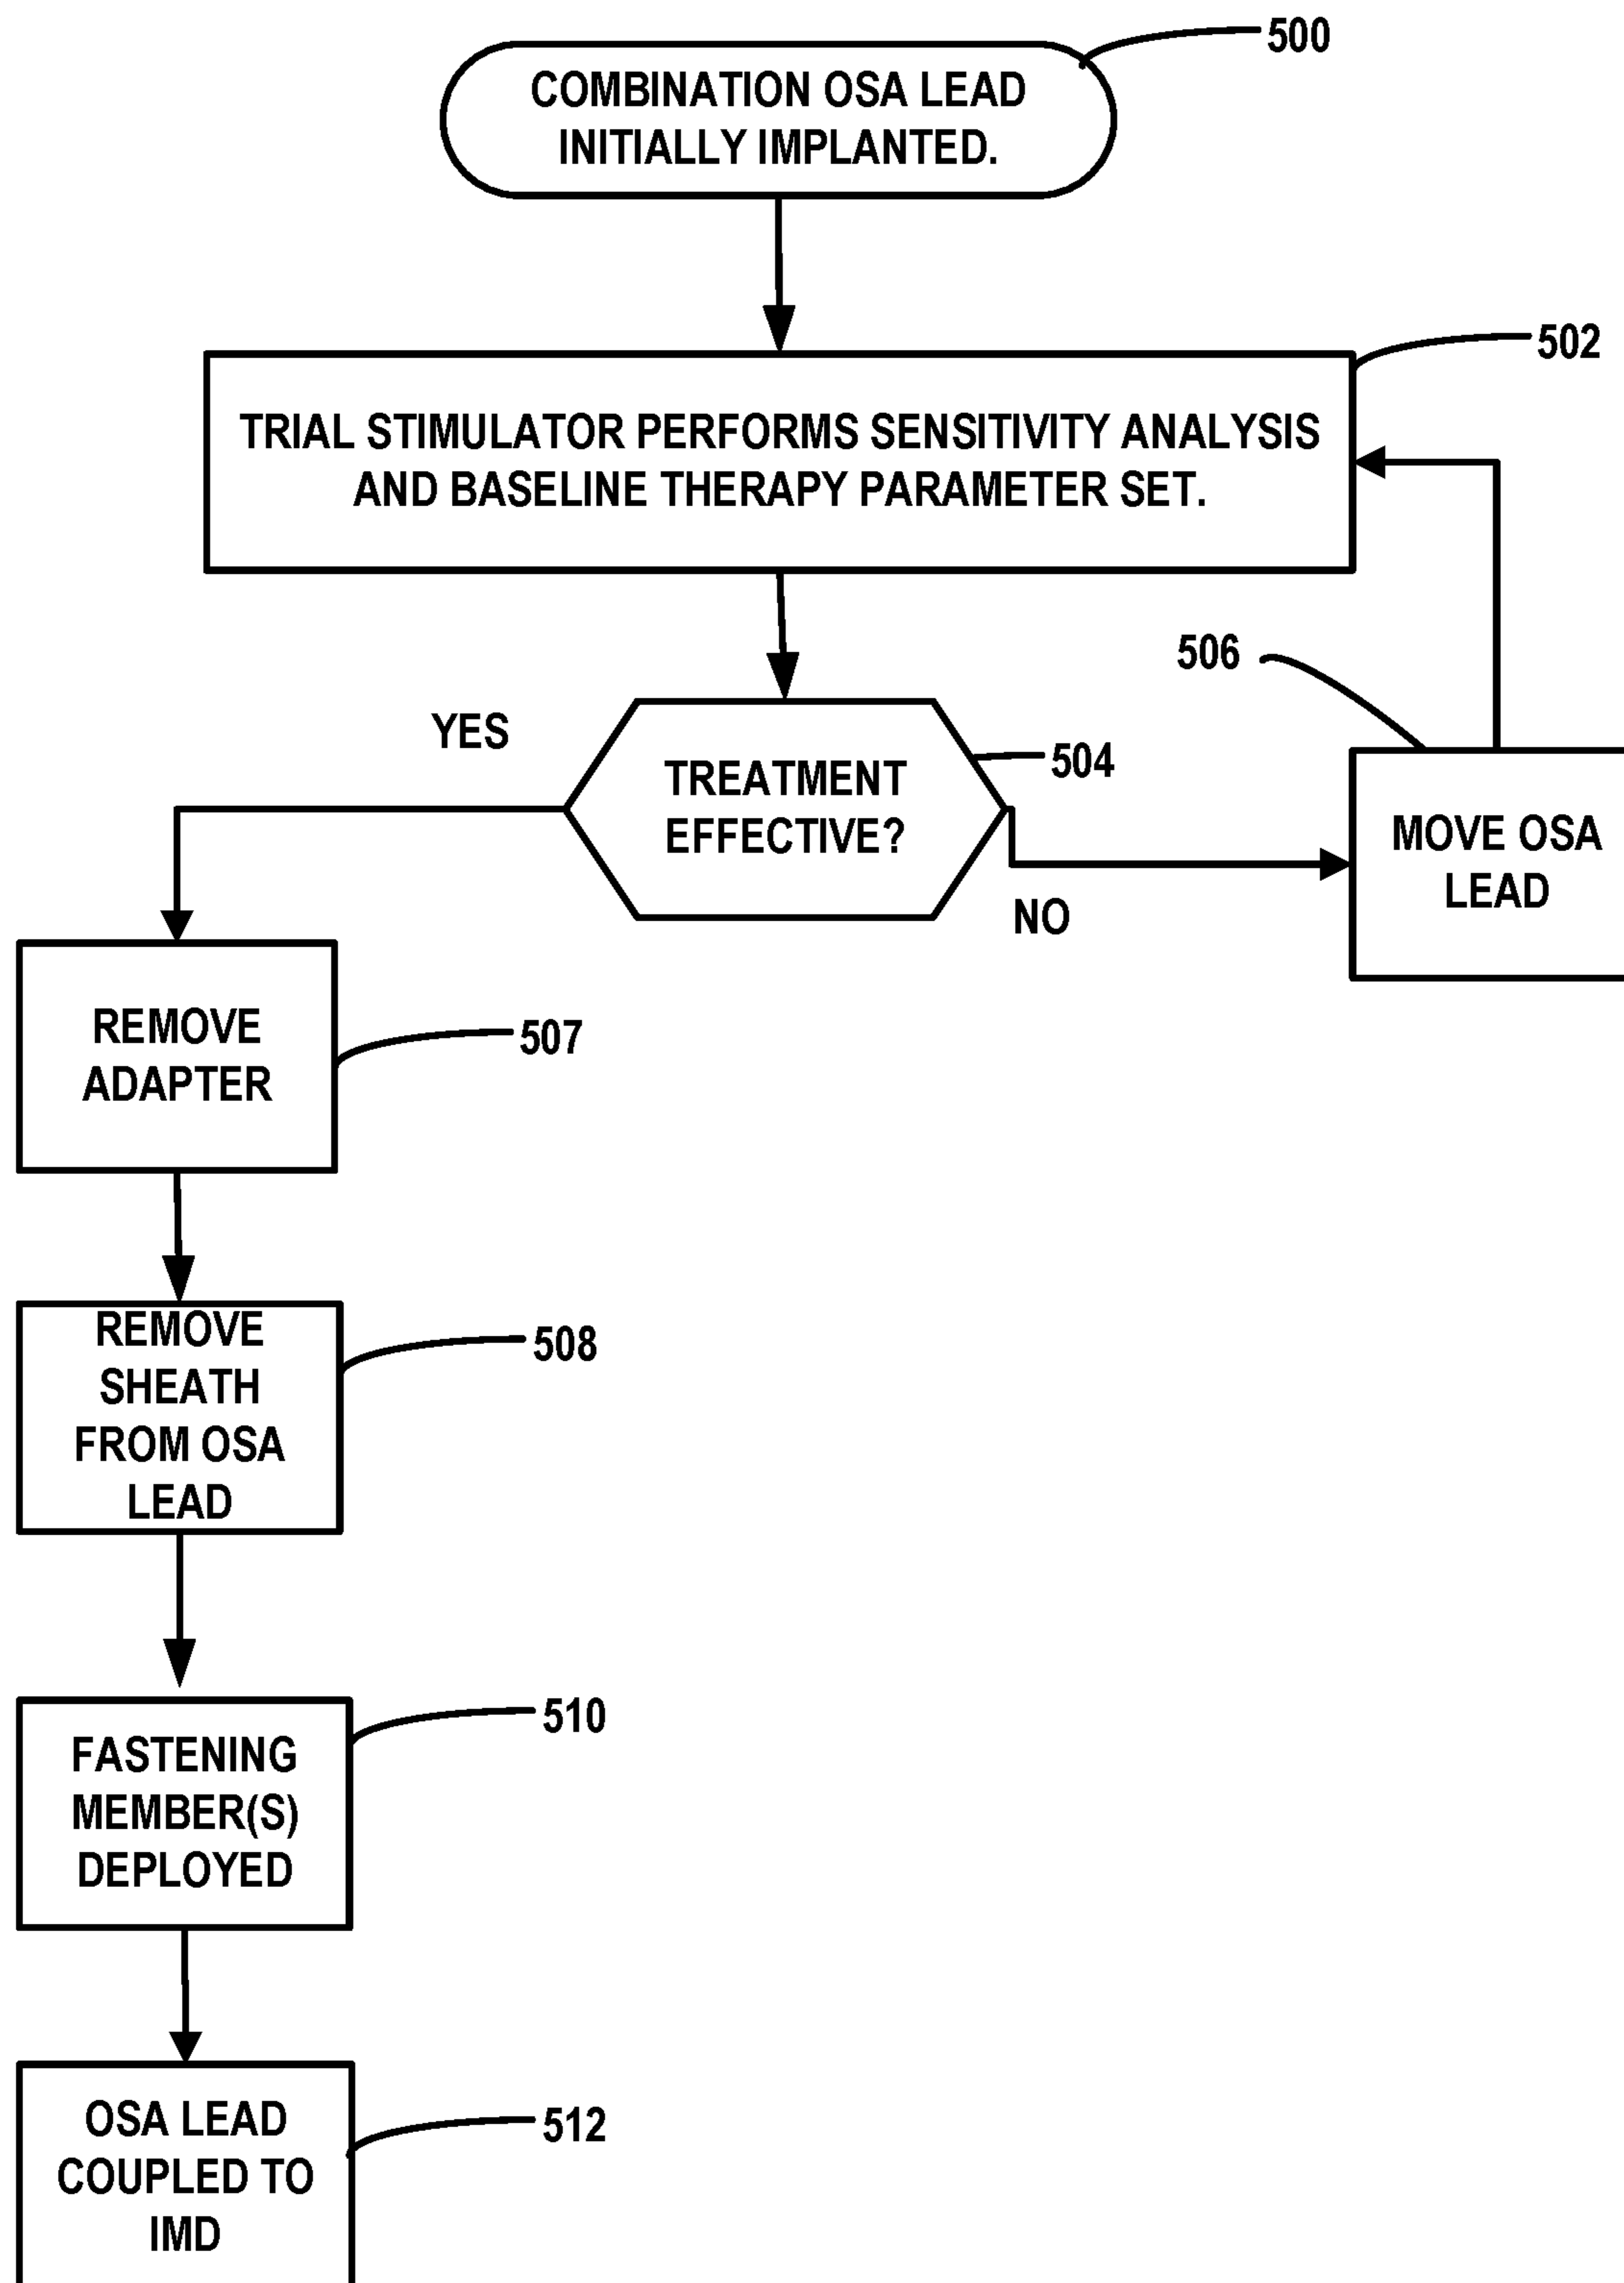 500
COMBINATION OSA LEAD
INITIALLY IMPLANTED.
502
TRIAL STIMULATOR PERFORMS SENSITIVITY ANALYSIS
AND BASELINE THERAPY PARAMETER SET.
506
YES
504
TREATMENT
EFFECTIVE?
MOVE OSA
LEAD
NO
REMOVE
ADAPTER
507
REMOVE
SHEATH
FROM OSA
LEAD
508
510
FASTENING
MEMBER(S)
DEPLOYED
OSA LEAD
COUPLED TO
IMD
512